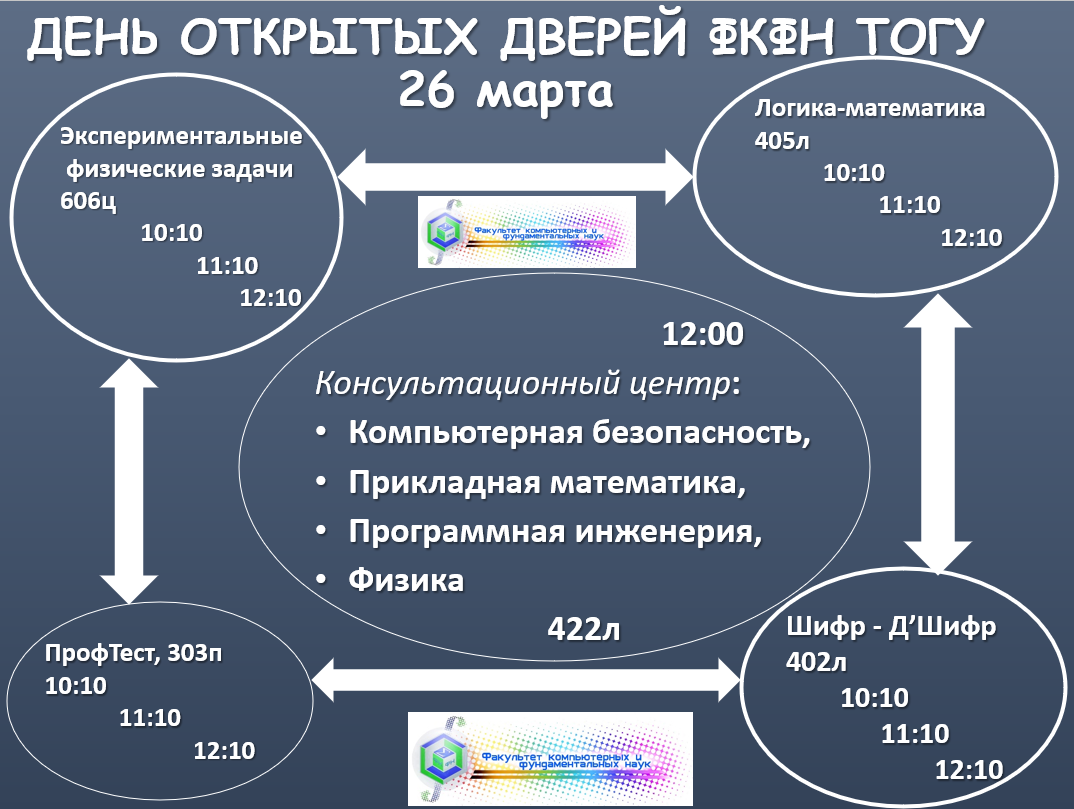 ДЕНЬ ОТКРЫТЫХ ДВЕРЕЙ ФКФН ТОГУ
26 марта
Экспериментальные
физические задачи
606ц
10:10
11:10
12:10
Логика-математика
405л
10:10
11:10
12:10
Факультет компьютерных и
фундаментальных наук
12:00
Консультационный центр:
• Компьютерная безопасность,
• Прикладная математика,
• Программная инженерия,
• Физика
422л
ПрофТест, 303п
10:10
11:10
12:10
Шифр - Д’Шифр
402л
10:10
11:10
12:10
Факультет компьютерных и
фундаментальных наук